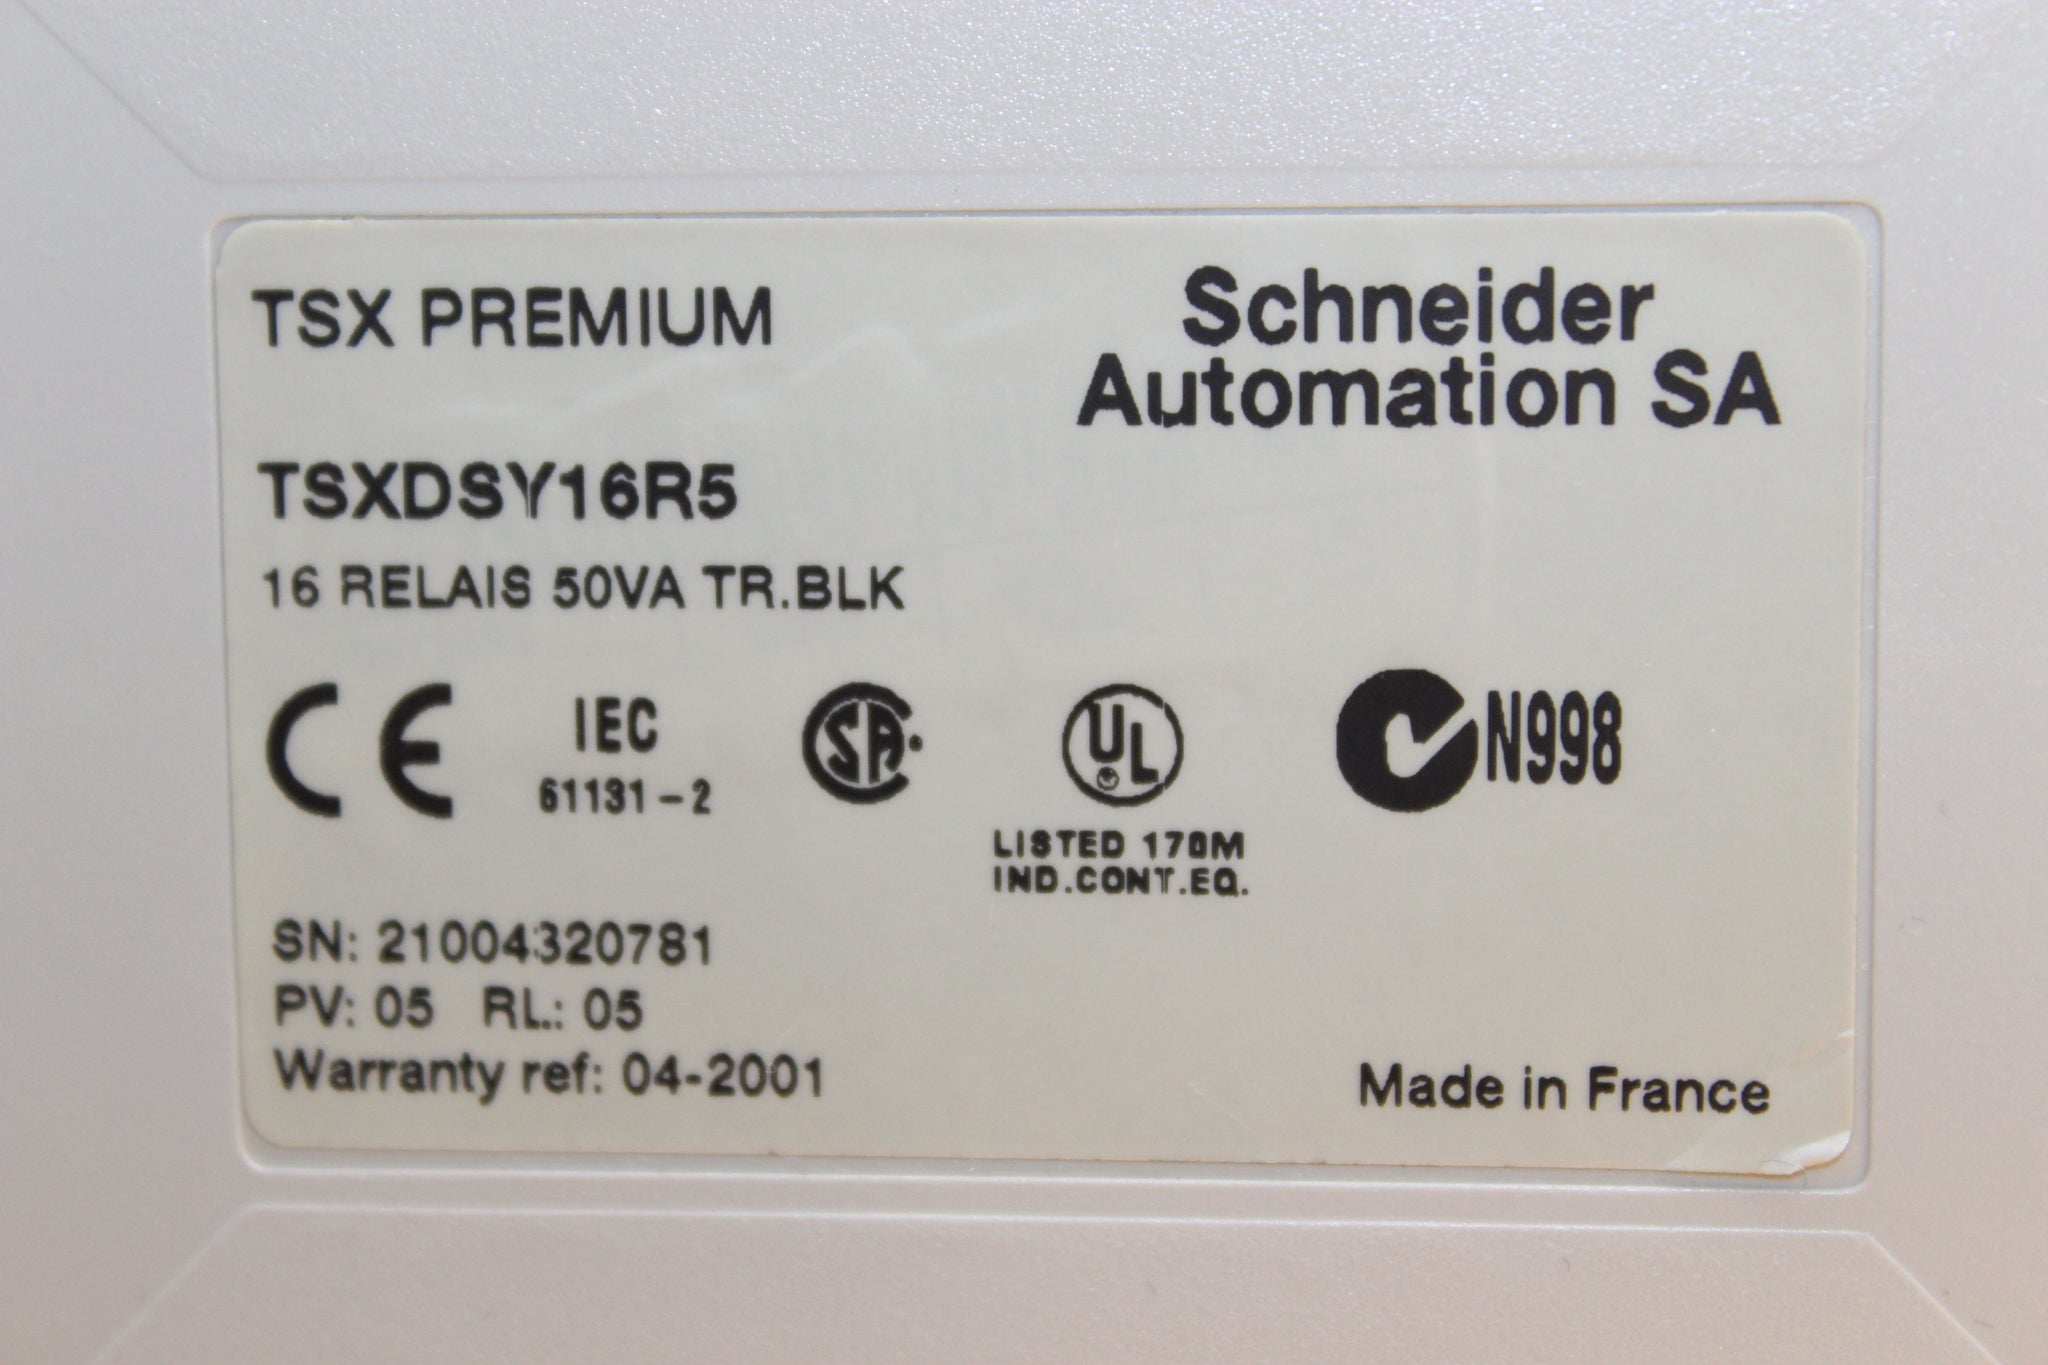 TSX PREMIUM
Schneider
Automation SA
TSXDSY16R5
16 RELAIS 50VA TR.BLK
CE
IEC
61131-2
SA
UL
N998
LISTED 170M
IND.CONT.EQ.
SN: 21004320781
PV: 05 RL: 05
Warranty ref: 04-2001
Made in France